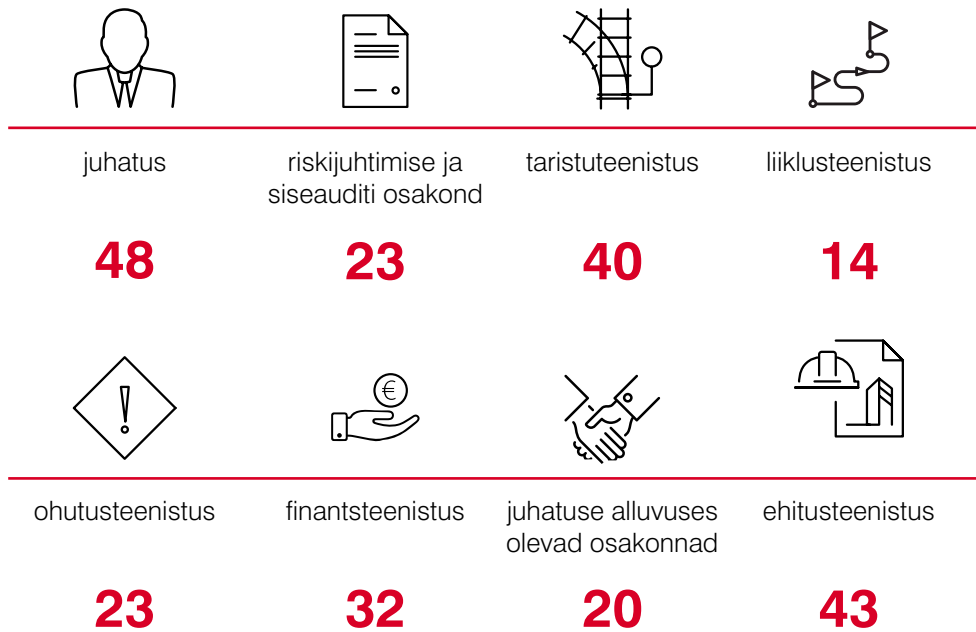 juhatus
riskijuhtimise ja
siseauditi osakond
taristuteenistus
liiklusteenistus
48
23
40
14
!
€
ohutusteenistus
finantsteenistus
juhatuse alluvuses
olevad osakonnad
ehitusteenistus
23
32
20
43